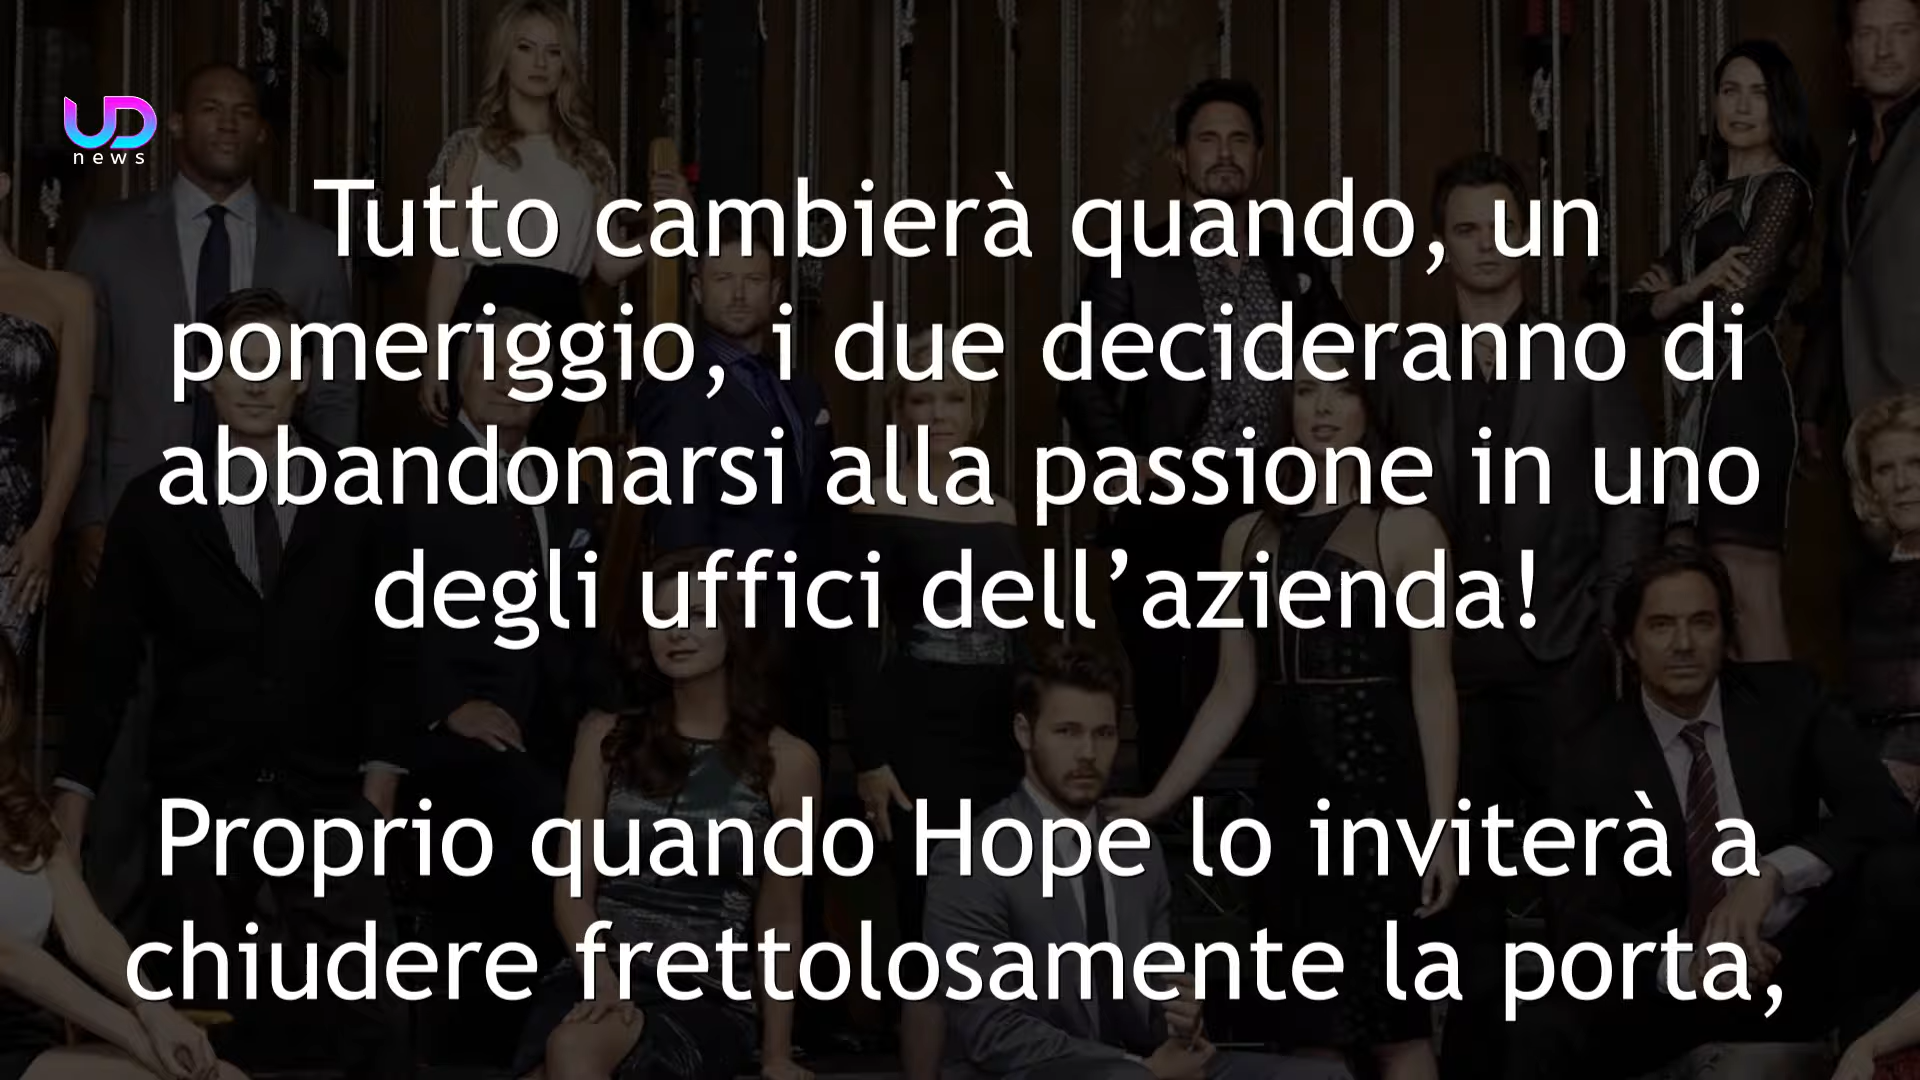 UD
news
Tutto cambierà quando, un
pomeriggio, i due decideranno di
abbandonarsi alla passione in uno
degli uffici dell’azienda!
Proprio quando Hope lo inviterà a
chiudere frettolosamente la porta,